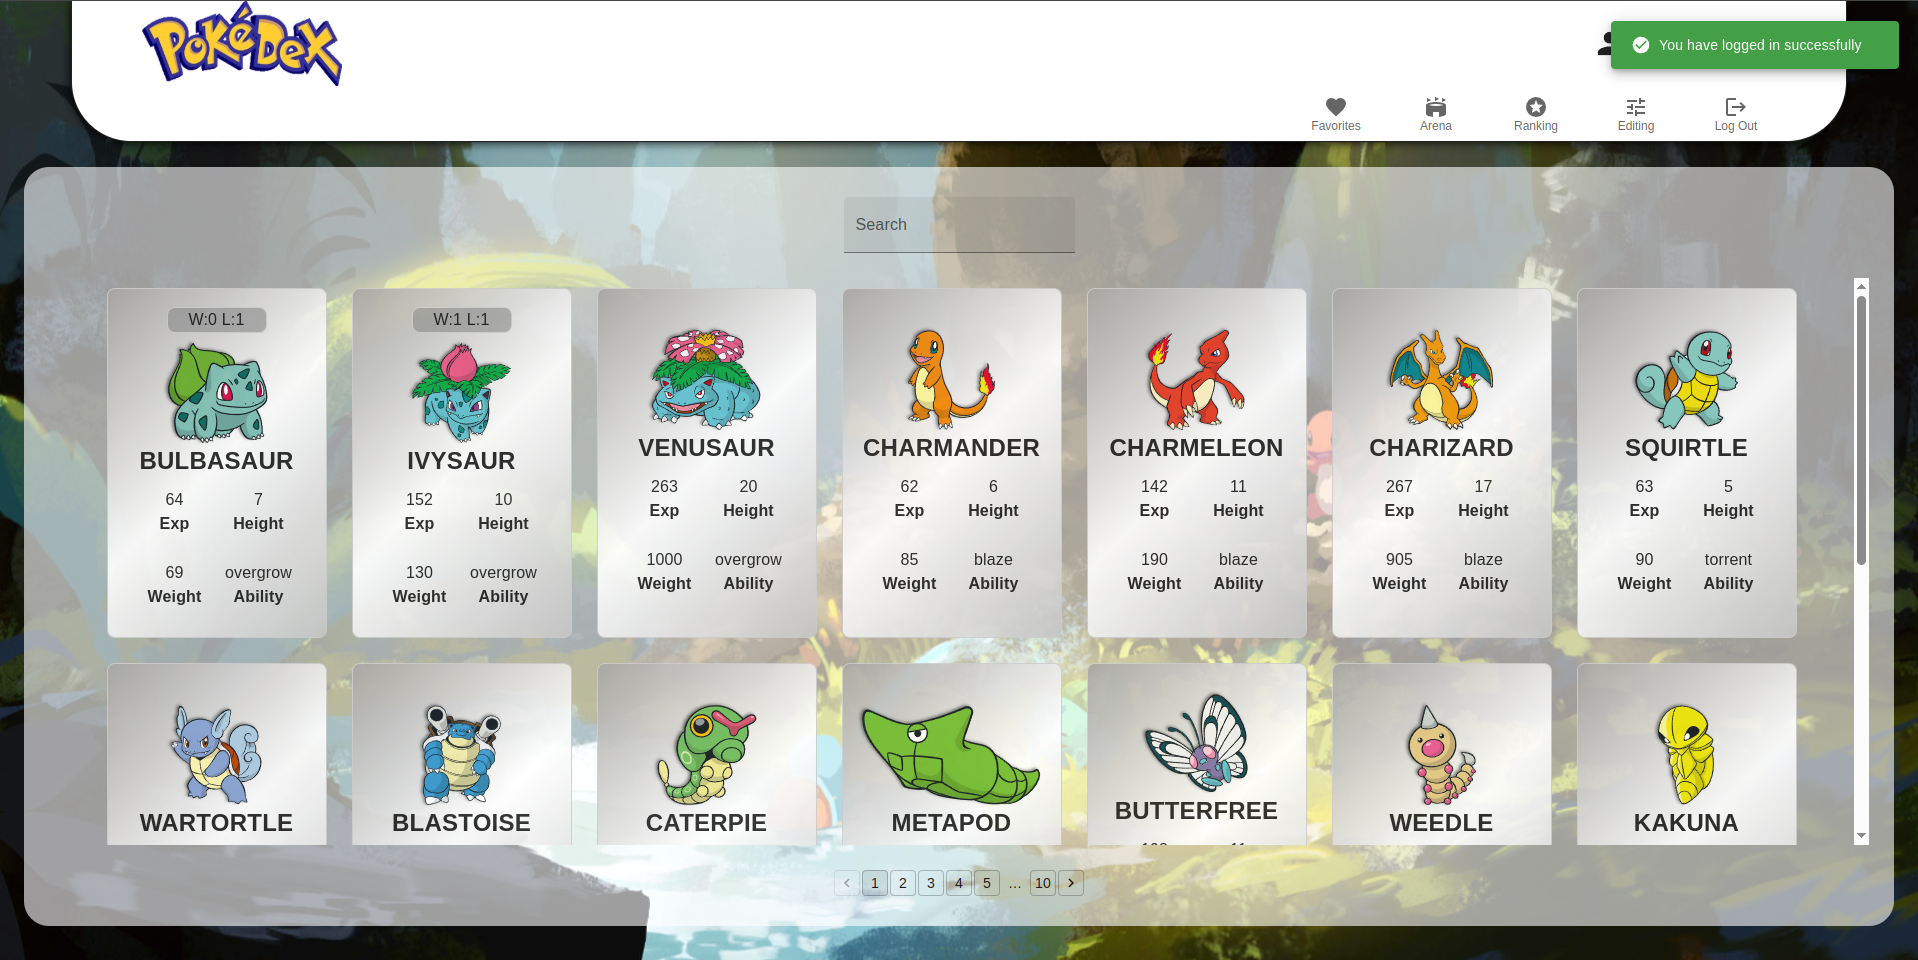 POKéDEX
You have logged in successfully
Favorites
Arena
Ranking
Editing
Log Out
Search
W:0 L:1
BULBASAUR
64 7
Exp Height
69 overgrow
Weight Ability
W:1 L:1
IVYSAUR
152 10
Exp Height
130 overgrow
Weight Ability
VENUSAUR
263 20
Exp Height
1000 overgrow
Weight Ability
CHARMANDER
62 6
Exp Height
85 blaze
Weight Ability
CHARMELEON
142 11
Exp Height
190 blaze
Weight Ability
CHARIZARD
267 17
Exp Height
905 blaze
Weight Ability
SQUIRTLE
63 5
Exp Height
90 torrent
Weight Ability
WARTORTLE
BLASTOISE
CATERPIE
METAPOD
BUTTERFREE
WEEDLE
KAKUNA
1 2 3 4 5 … 10